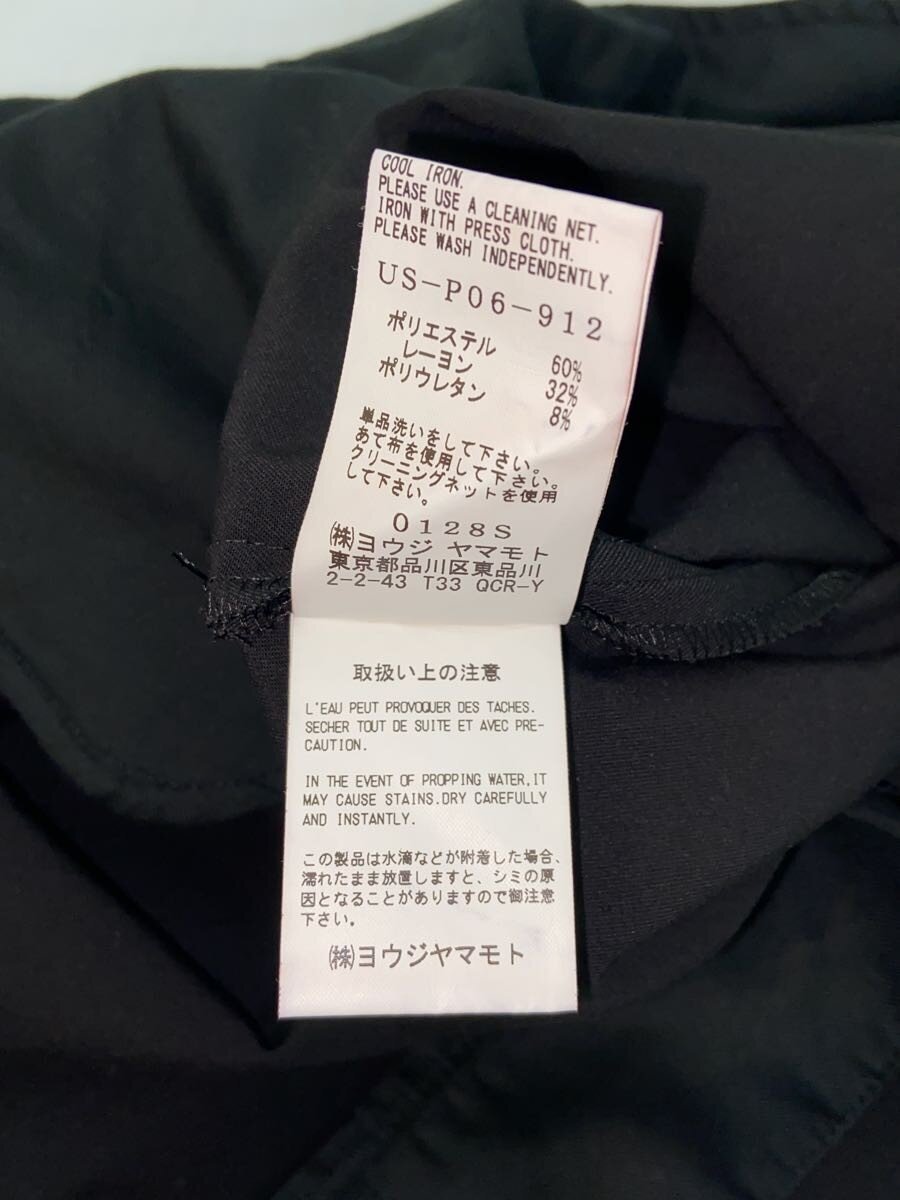 COOL IRON.
PLEASE USE A CLEANING NET.
IRON WITH PRESS CLOTH.
PLEASE WASH INDEPENDENTLY.
US-P06-912
ポリエステル 60%
レーヨン 32%
ポリウレタン 8%
単品洗いをして下さい。
あて布を使用して下さい。
クリーニングネットを使用
して下さい。
0128S
㈱ヨウジ ヤマモト
東京都品川区東品川
2-2-43 T33 QCR-Y
取扱い上の注意
L'EAU PEUT PROVOQUER DES TACHES.
SECHER TOUT DE SUITE ET AVEC PRE-
CAUTION.
IN THE EVENT OF PROPPING WATER,IT
MAY CAUSE STAINS.DRY CAREFULLY
AND INSTANTLY.
この製品は水滴などが附着した場合、
濡れたまま放置しますと、シミの原
因となることがありますので御注意
下さい。
㈱ヨウジヤマモト